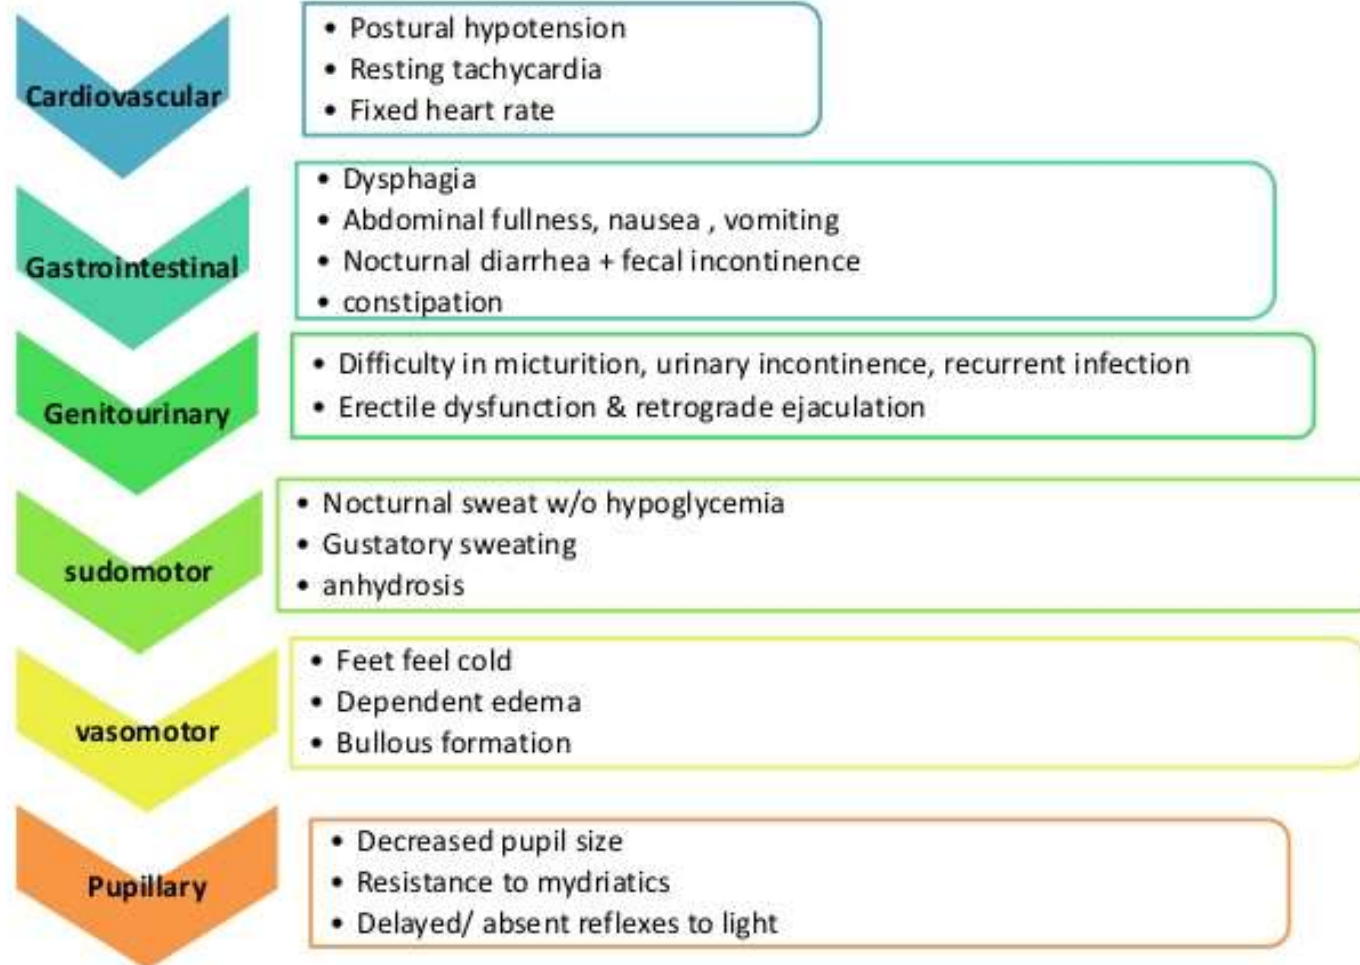 Cardiovascular
• Postural hypotension
• Resting tachycardia
• Fixed heart rate
Gastrointestinal
• Dysphagia
• Abdominal fullness, nausea , vomiting
• Nocturnal diarrhea + fecal incontinence
• constipation
Genitourinary
• Difficulty in micturition, urinary incontinence, recurrent infection
• Erectile dysfunction & retrograde ejaculation
sudomotor
• Nocturnal sweat w/o hypoglycemia
• Gustatory sweating
• anhydrosis
vasomotor
• Feet feel cold
• Dependent edema
• Bullous formation
Pupillary
• Decreased pupil size
• Resistance to mydriatics
• Delayed/ absent reflexes to light